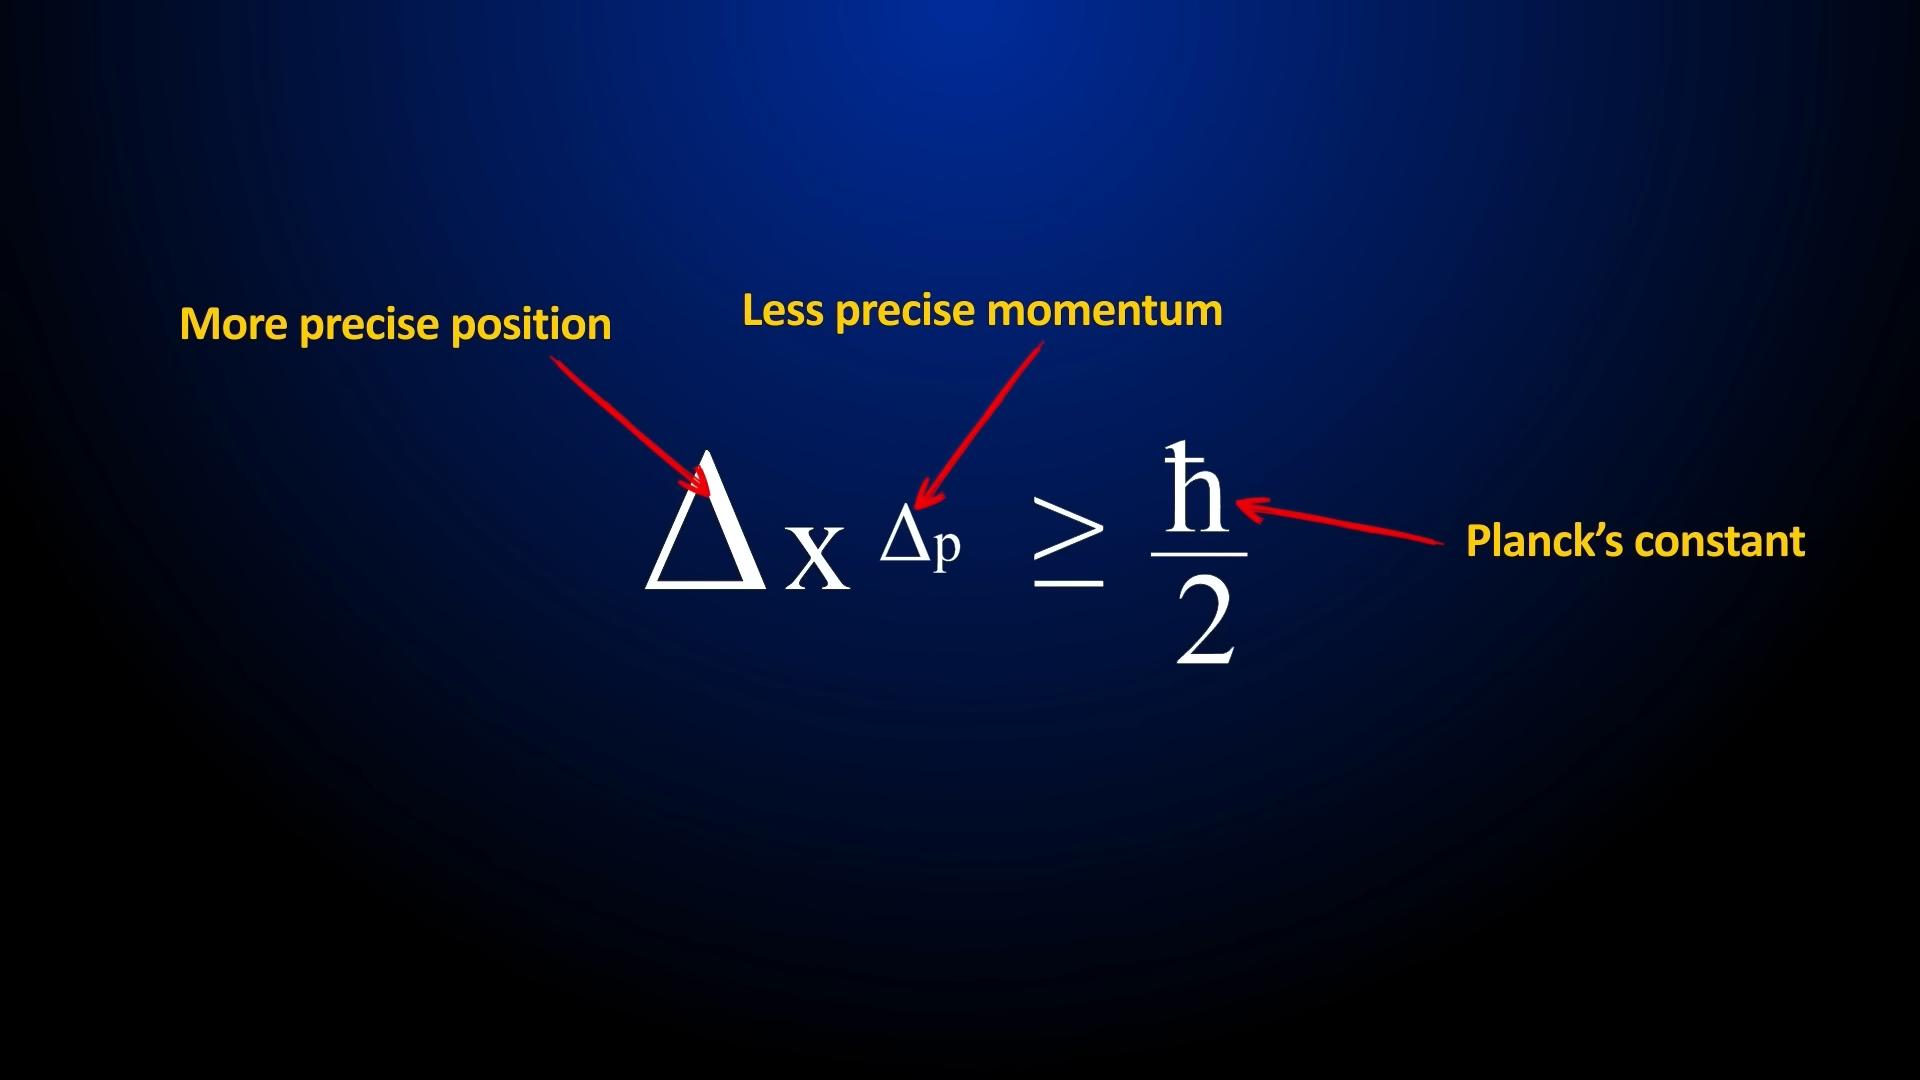 Less precise momentum
More precise position
Δx Δp ≥ ħ/2
Planck’s constant